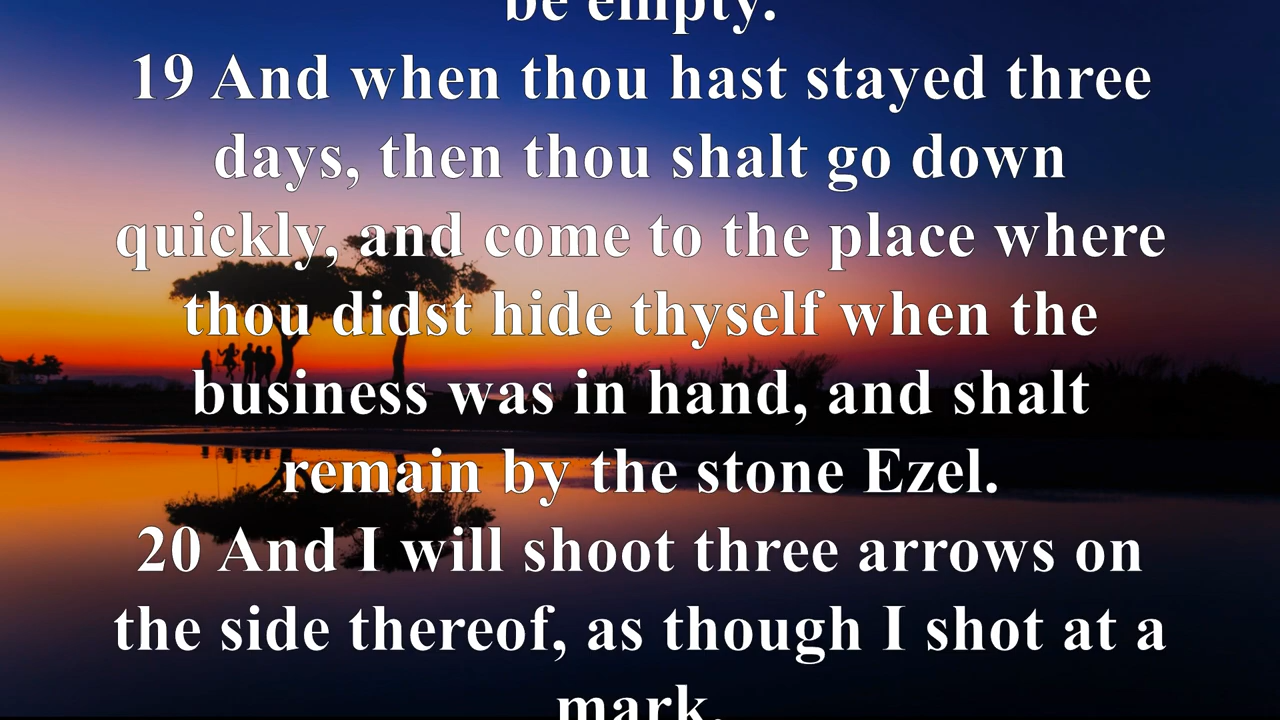 be empty.
19 And when thou hast stayed three
days, then thou shalt go down
quickly, and come to the place where
thou didst hide thyself when the
business was in hand, and shalt
remain by the stone Ezel.
20 And I will shoot three arrows on
the side thereof, as though I shot at a
mark.